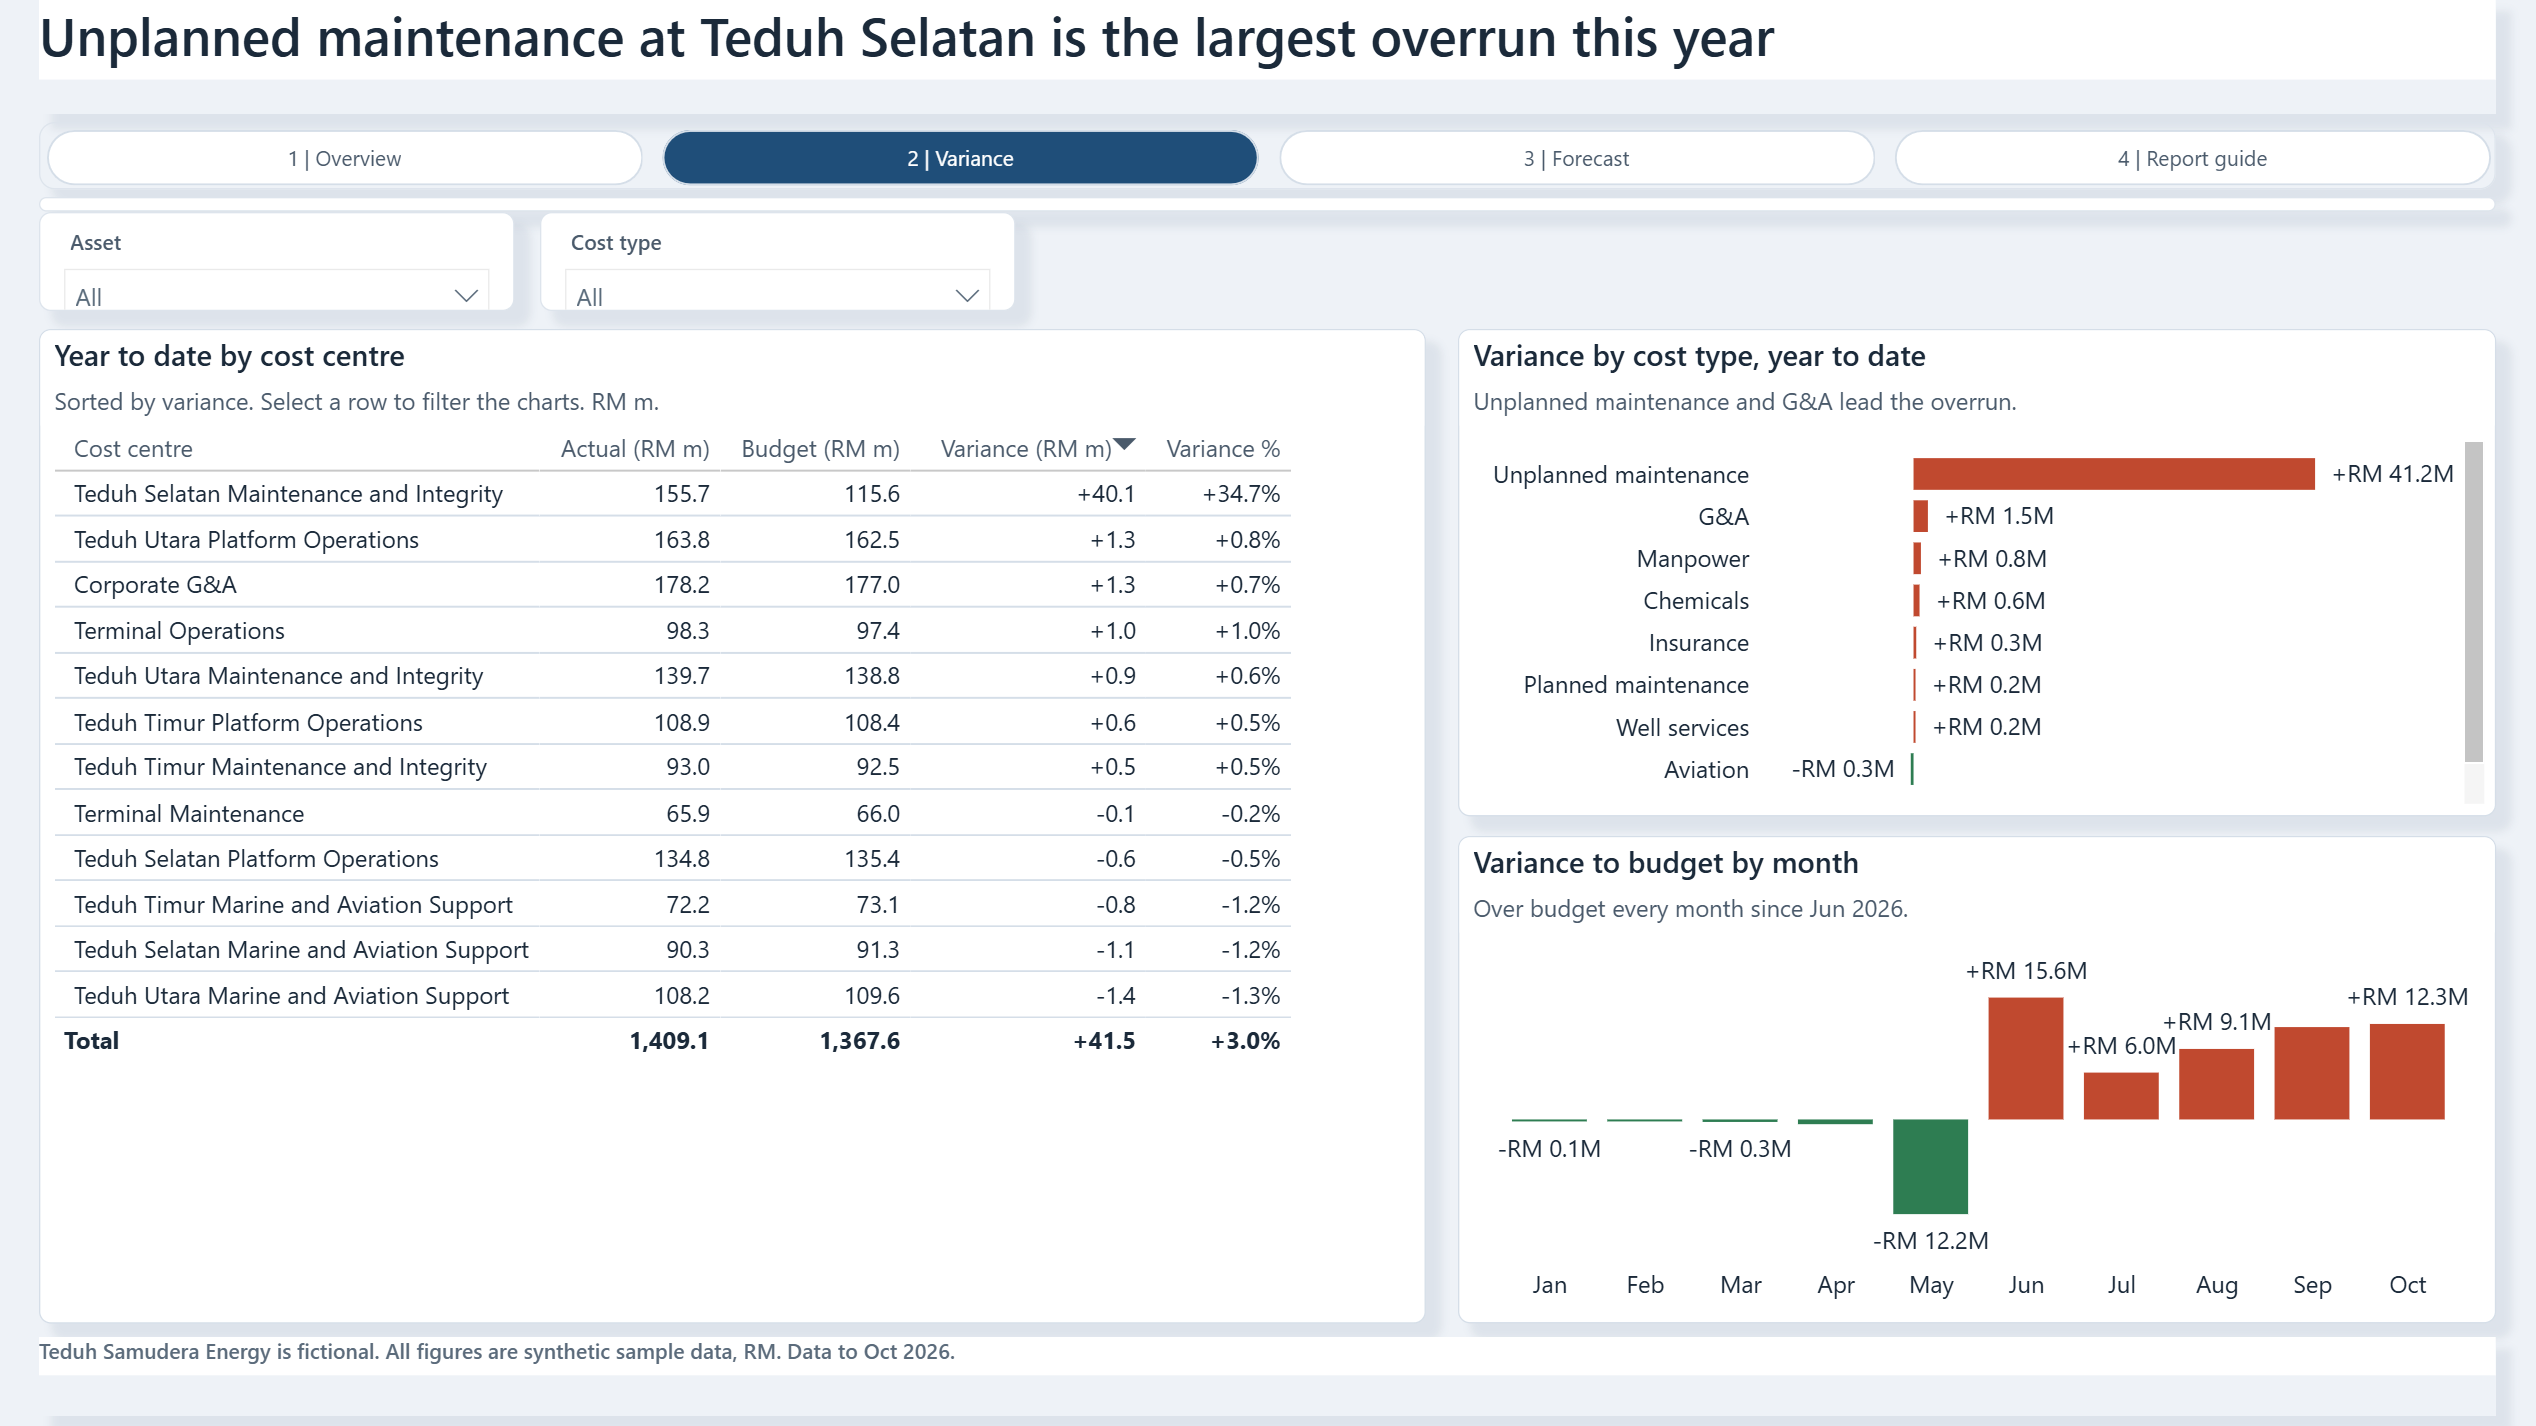 Unplanned maintenance at Teduh Selatan is the largest overrun this year
1 | Overview
2 | Variance
3 | Forecast
4 | Report guide
Asset
All
Cost type
All
Year to date by cost centre
Sorted by variance. Select a row to filter the charts. RM m.
Cost centre Actual (RM m) Budget (RM m) Variance (RM m) Variance %
Teduh Selatan Maintenance and Integrity 155.7 115.6 +40.1 +34.7%
Teduh Utara Platform Operations 163.8 162.5 +1.3 +0.8%
Corporate G&A 178.2 177.0 +1.3 +0.7%
Terminal Operations 98.3 97.4 +1.0 +1.0%
Teduh Utara Maintenance and Integrity 139.7 138.8 +0.9 +0.6%
Teduh Timur Platform Operations 108.9 108.4 +0.6 +0.5%
Teduh Timur Maintenance and Integrity 93.0 92.5 +0.5 +0.5%
Terminal Maintenance 65.9 66.0 -0.1 -0.2%
Teduh Selatan Platform Operations 134.8 135.4 -0.6 -0.5%
Teduh Timur Marine and Aviation Support 72.2 73.1 -0.8 -1.2%
Teduh Selatan Marine and Aviation Support 90.3 91.3 -1.1 -1.2%
Teduh Utara Marine and Aviation Support 108.2 109.6 -1.4 -1.3%
Total 1,409.1 1,367.6 +41.5 +3.0%
Variance by cost type, year to date
Unplanned maintenance and G&A lead the overrun.
Unplanned maintenance +RM 41.2M
G&A +RM 1.5M
Manpower +RM 0.8M
Chemicals +RM 0.6M
Insurance +RM 0.3M
Planned maintenance +RM 0.2M
Well services +RM 0.2M
Aviation -RM 0.3M
Variance to budget by month
Over budget every month since Jun 2026.
+RM 15.6M
+RM 12.3M
+RM 9.1M
+RM 6.0M
-RM 0.1M -RM 0.3M
-RM 12.2M
Jan Feb Mar Apr May Jun Jul Aug Sep Oct
Teduh Samudera Energy is fictional. All figures are synthetic sample data, RM. Data to Oct 2026.